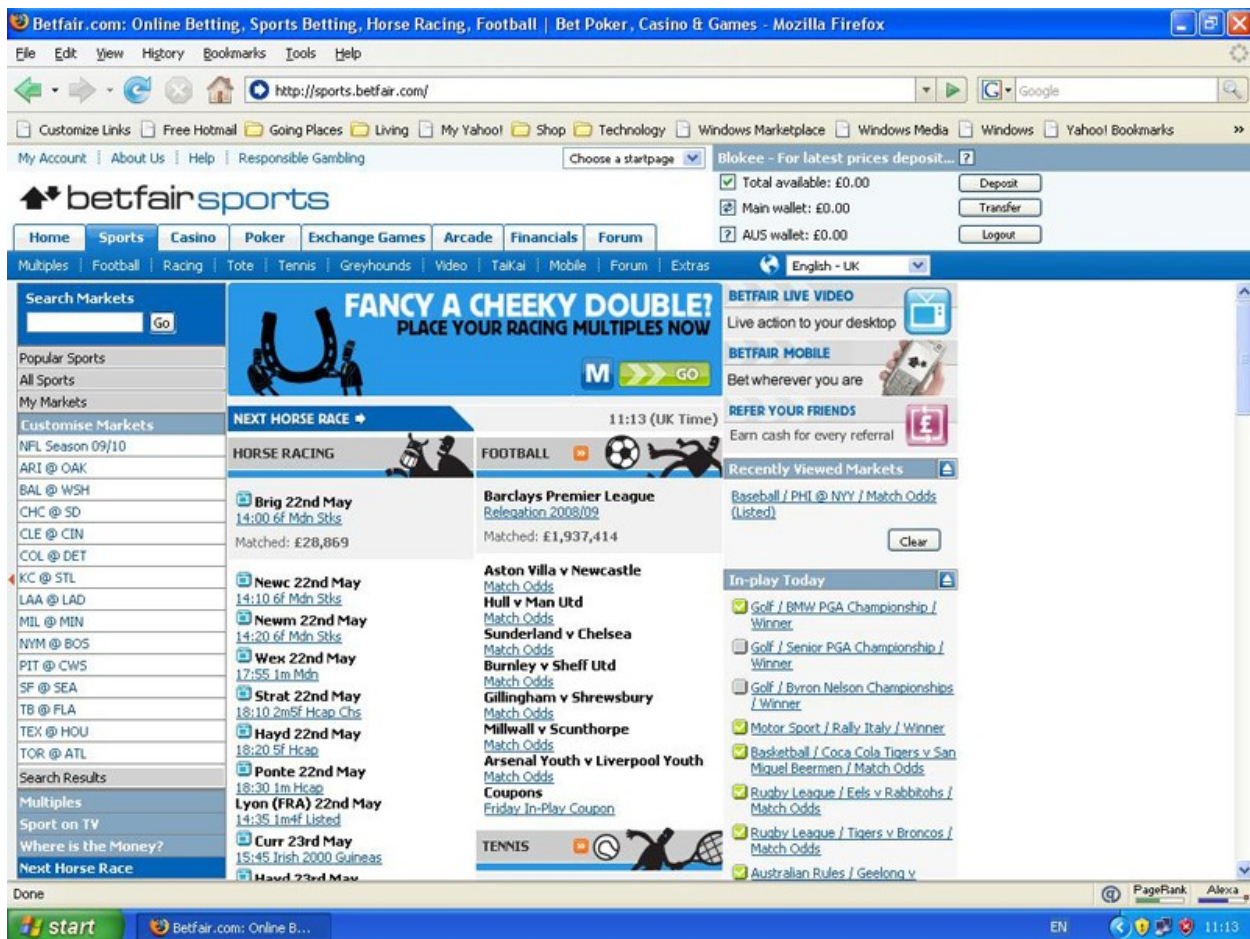 Betfair.com: Online Betting, Sports Betting, Horse Racing, Football | Bet Poker, Casino & Games - Mozilla Firefox
File Edit View History Bookmarks Tools Help
http://sports.betfair.com/
Google
Customize Links Free Hotmail Going Places Living My Yahoo! Shop Technology Windows Marketplace Windows Media Windows Yahoo! Bookmarks »
My Account About Us Help Responsible Gambling
Choose a startpage
Blokee - For latest prices deposit... ?
Total available: £0.00 Deposit
Main wallet: £0.00 Transfer
? AUS wallet: £0.00 Logout
betfairsports
Home Sports Casino Poker Exchange Games Arcade Financials Forum
Multiples Football Racing Tote Tennis Greyhounds Video TaiKai Mobile Forum Extras
English - UK
Search Markets
Go
Popular Sports
All Sports
My Markets
Customise Markets
NFL Season 09/10
ARI @ OAK
BAL @ WSH
CHC @ SD
CLE @ CIN
COL @ DET
KC @ STL
LAA @ LAD
MIL @ MIN
NYM @ BOS
PIT @ CWS
SF @ SEA
TB @ FLA
TEX @ HOU
TOR @ ATL
Search Results
Multiples
Sport on TV
Where is the Money?
Next Horse Race
FANCY A CHEEKY DOUBLE?
PLACE YOUR RACING MULTIPLES NOW
M GO
NEXT HORSE RACE
11:13 (UK Time)
HORSE RACING
Brig 22nd May
14:00 6f Mdn Stks
Matched: £28,869
Newc 22nd May
14:10 6f Mdn Stks
Newm 22nd May
14:20 6f Mdn Stks
Wex 22nd May
17:55 1m Mdn
Strat 22nd May
18:10 2m5f Hcap Chs
Hayd 22nd May
18:20 5f Hcap
Ponte 22nd May
18:30 1m Hcap
Lyon (FRA) 22nd May
14:35 1m4f Listed
Curr 23rd May
15:45 Irish 2000 Guineas
Hayd 23rd May
FOOTBALL
Barclays Premier League
Relegation 2008/09
Matched: £1,937,414
Aston Villa v Newcastle
Match Odds
Hull v Man Utd
Match Odds
Sunderland v Chelsea
Match Odds
Burnley v Sheff Utd
Match Odds
Gillingham v Shrewsbury
Match Odds
Millwall v Scunthorpe
Match Odds
Arsenal Youth v Liverpool Youth
Match Odds
Coupons
Friday In-Play Coupon
TENNIS
BETFAIR LIVE VIDEO
Live action to your desktop
BETFAIR MOBILE
Bet wherever you are
REFER YOUR FRIENDS
Earn cash for every referral
£
Recently Viewed Markets
Baseball / PHI @ NYY / Match Odds
(Listed)
Clear
In-play Today
Golf / BMW PGA Championship /
Winner
Golf / Senior PGA Championship /
Winner
Golf / Byron Nelson Championships
/ Winner
Motor Sport / Rally Italy / Winner
Basketball / Coca Cola Tigers v San
Miguel Beermen / Match Odds
Rugby League / Eels v Rabbitohs /
Match Odds
Rugby League / Tigers v Broncos /
Match Odds
Australian Rules / Geelong v
Done
PageRank Alexa
start
Betfair.com: Online B...
EN
11:13